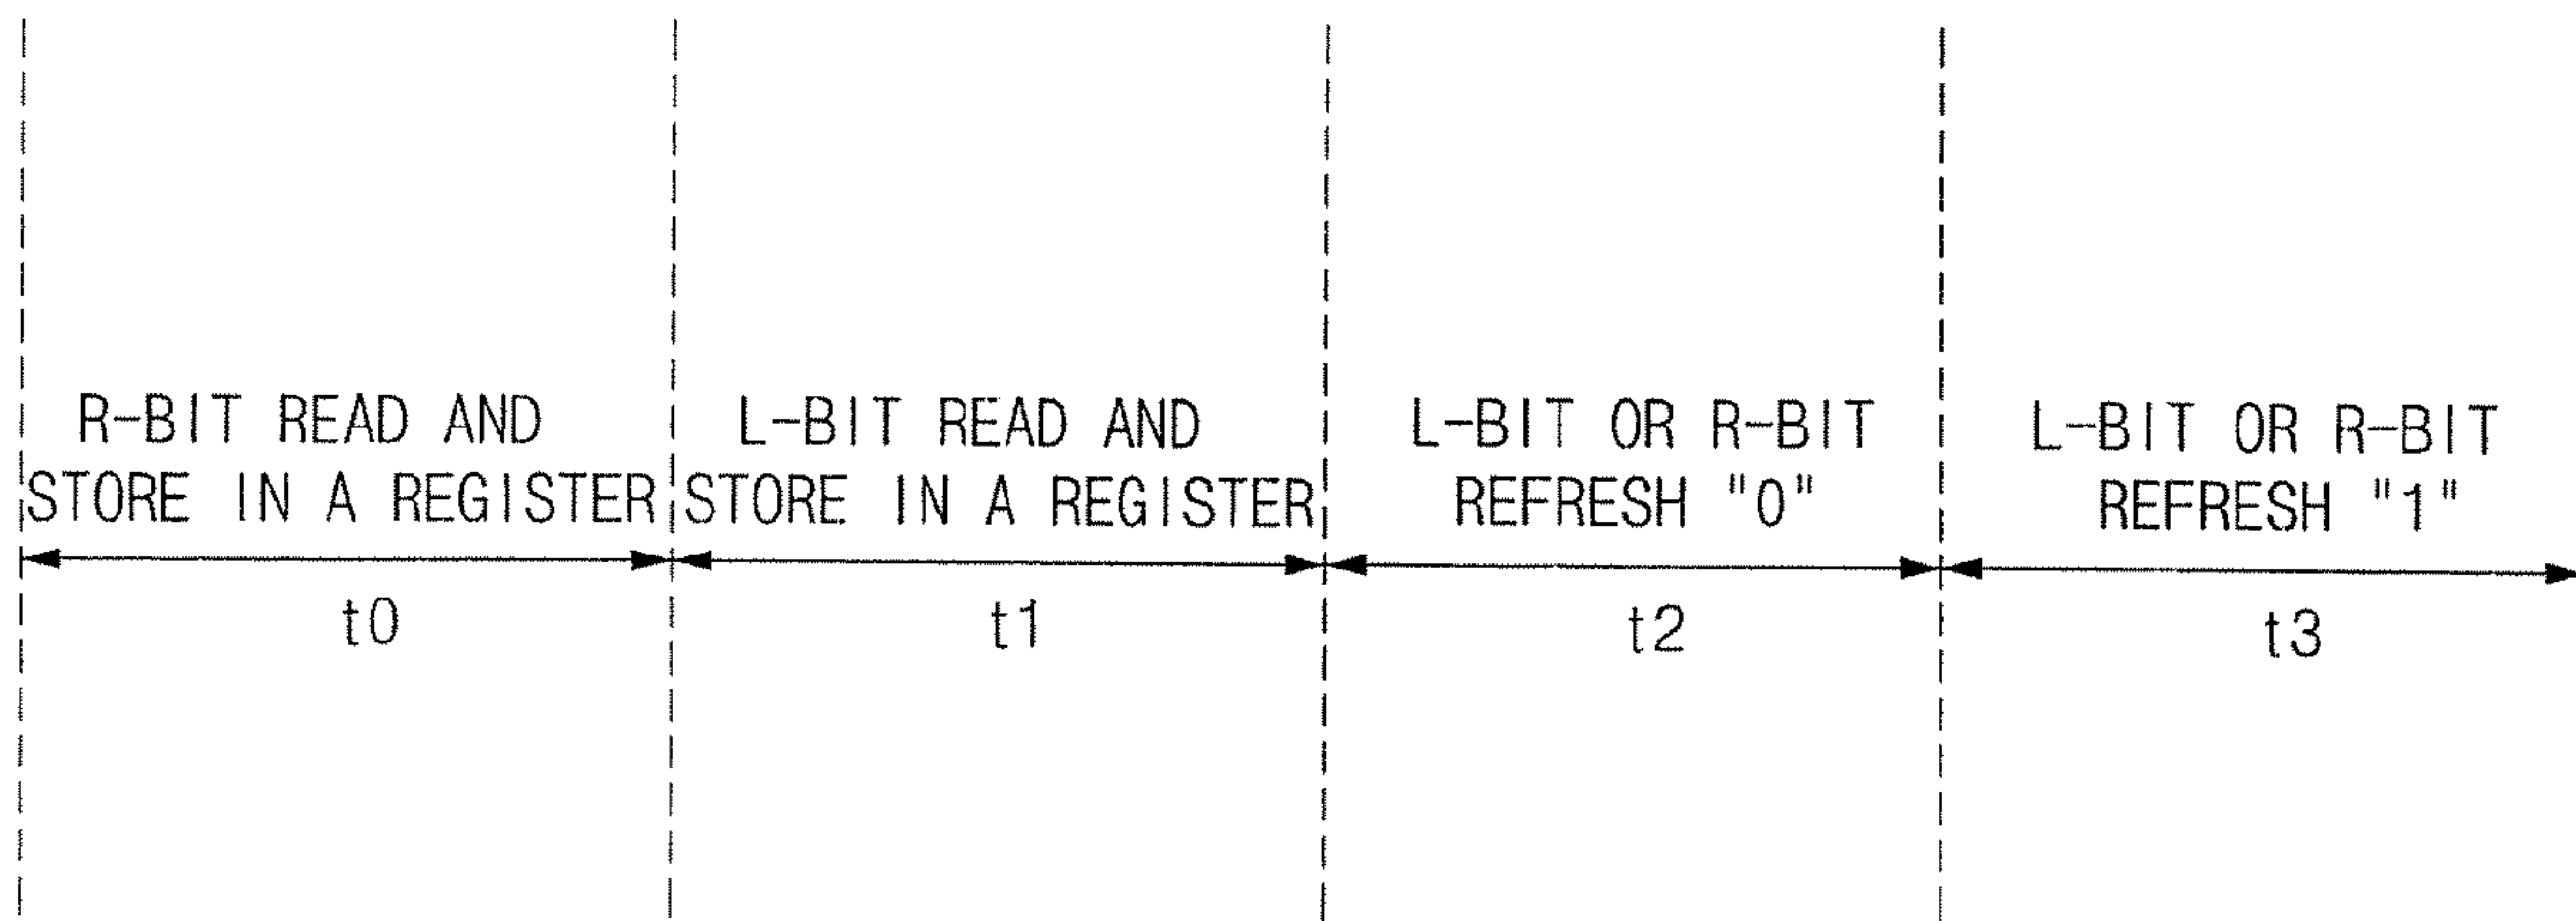 R-BIT READ AND
STORE IN A REGISTER
L-BIT READ AND
STORE IN A REGISTER
L-BIT OR R-BIT
REFRESH "0"
L-BIT OR R-BIT
REFRESH "1"
t0
t1
t2
t3